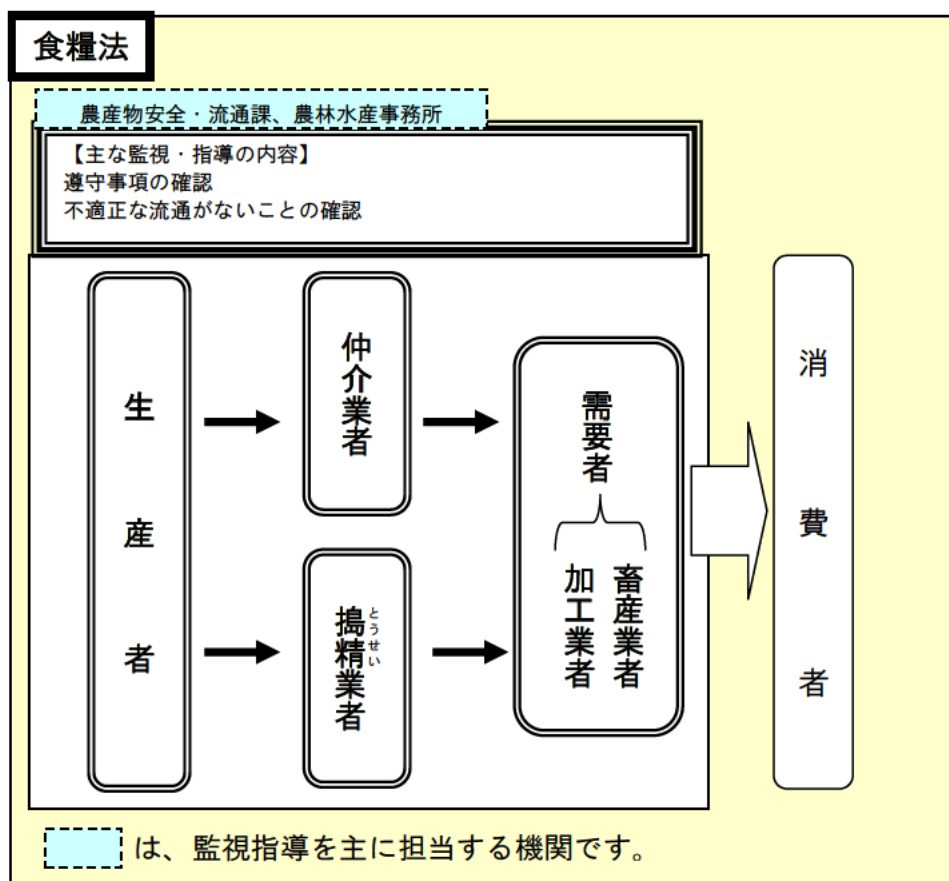 食糧法
農産物安全・流通課、農林水産事務所
【主な監視・指導の内容】
遵守事項の確認
不適正な流通がないことの確認
生産者
仲介業者
搗精業者
とうせい
需要者
畜産業者
加工業者
消費者
は、監視指導を主に担当する機関です。